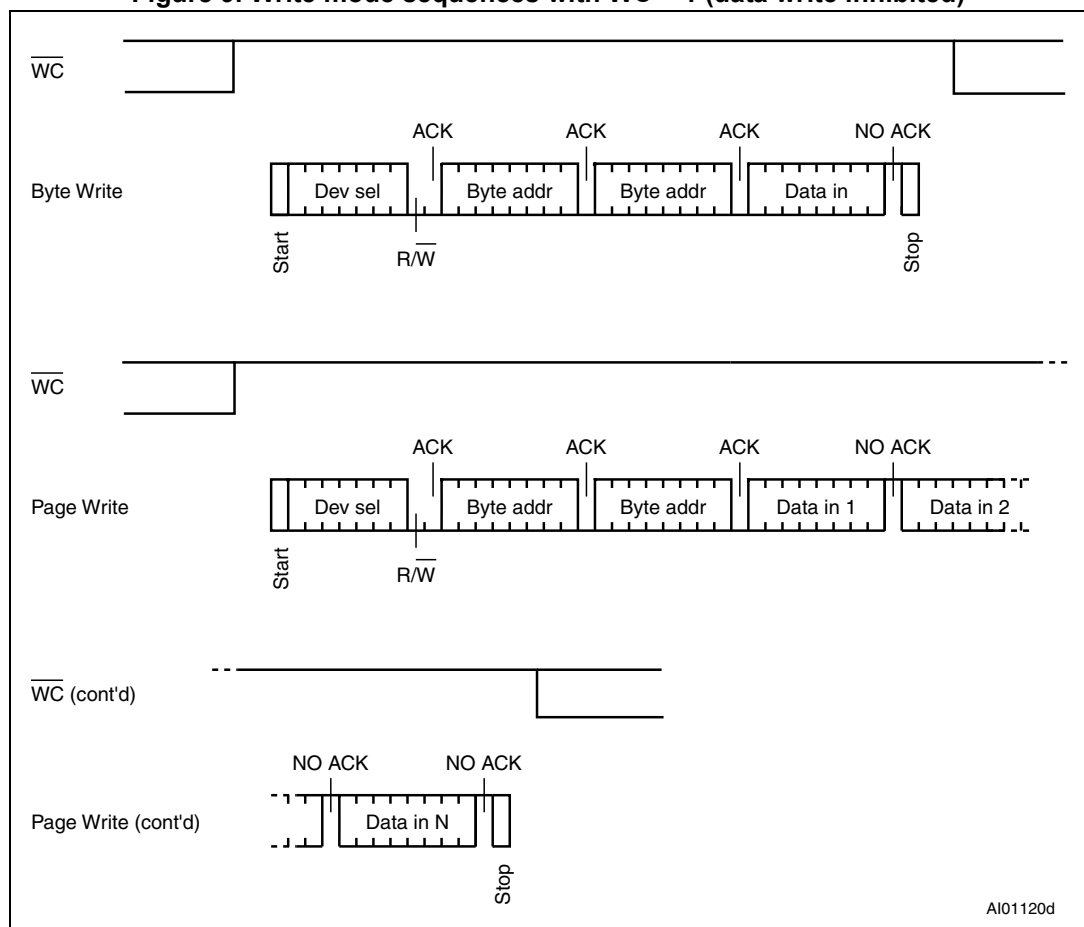 WC
ACK ACK ACK NO ACK
Byte Write Dev sel Byte addr Byte addr Data in
Start R/W Stop
WC
ACK ACK ACK NO ACK
Page Write Dev sel Byte addr Byte addr Data in 1 Data in 2
Start R/W
WC (cont'd)
NO ACK NO ACK
Page Write (cont'd) Data in N
Stop
AI01120d